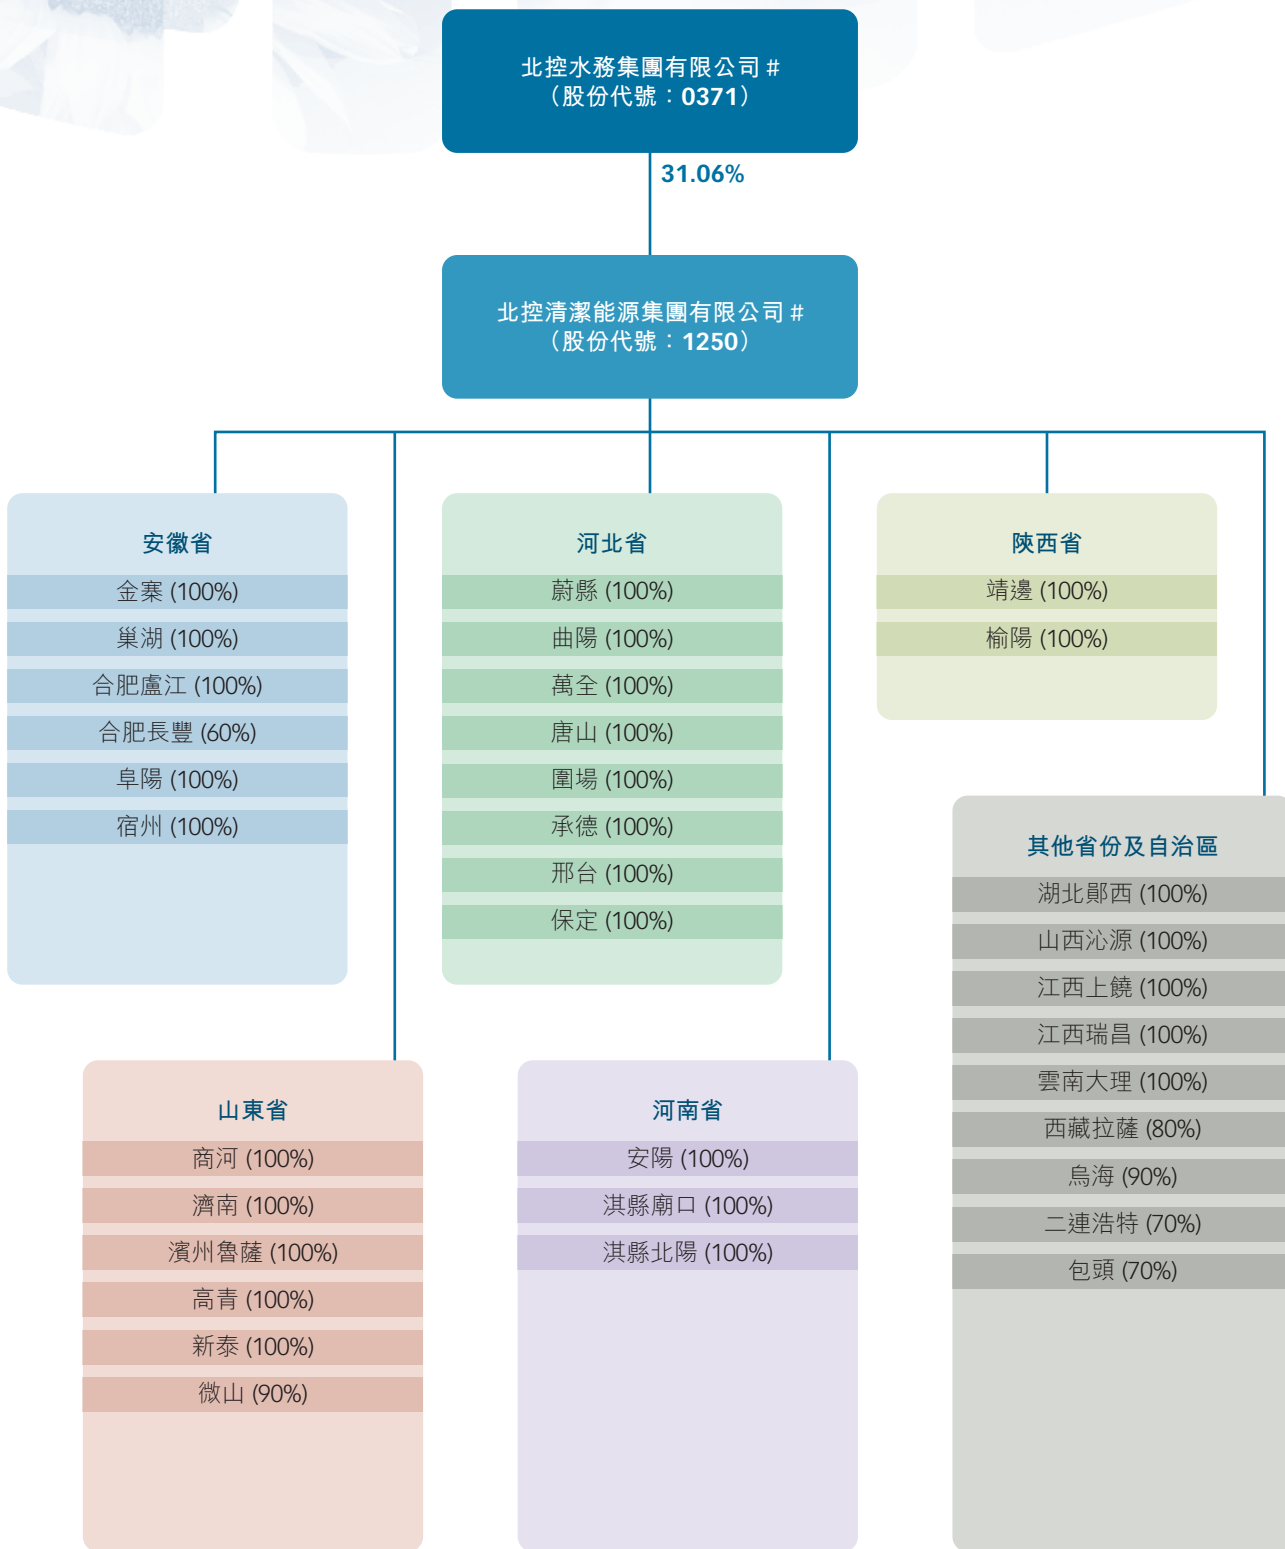 北控水務集團有限公司#
（股份代號：0371）
31.06%
北控清潔能源集團有限公司#
（股份代號：1250）
安徽省
金寨 (100%)
巢湖 (100%)
合肥盧江 (100%)
合肥長豐 (60%)
阜陽 (100%)
宿州 (100%)
河北省
蔚縣 (100%)
曲陽 (100%)
萬全 (100%)
唐山 (100%)
圍場 (100%)
承德 (100%)
邢台 (100%)
保定 (100%)
陝西省
靖邊 (100%)
榆陽 (100%)
其他省份及自治區
湖北鄖西 (100%)
山西沁源 (100%)
江西上饒 (100%)
江西瑞昌 (100%)
雲南大理 (100%)
西藏拉薩 (80%)
烏海 (90%)
二連浩特 (70%)
包頭 (70%)
山東省
商河 (100%)
濟南 (100%)
濱州魯薩 (100%)
高青 (100%)
新泰 (100%)
微山 (90%)
河南省
安陽 (100%)
淇縣廟口 (100%)
淇縣北陽 (100%)